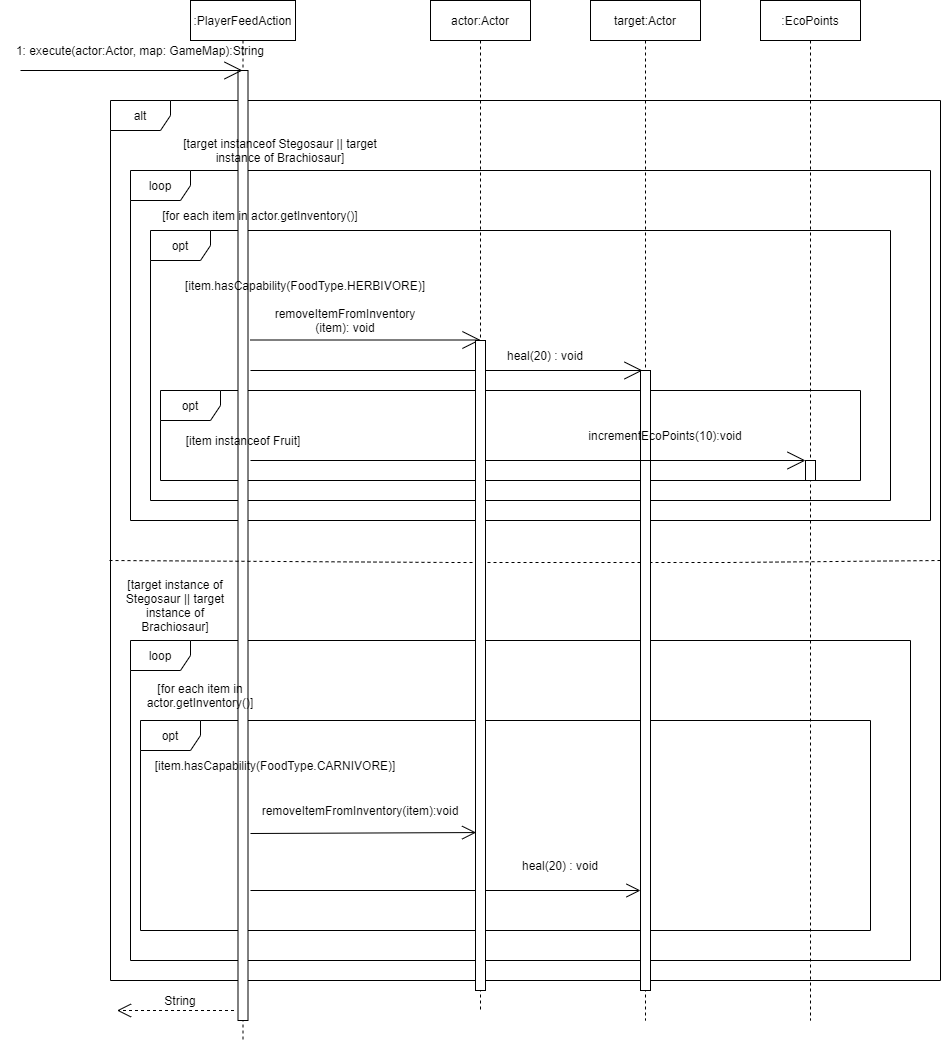 :PlayerFeedAction
actor:Actor
target:Actor
:EcoPoints
1: execute(actor:Actor, map: GameMap):String
alt
[target instanceof Stegosaur || target
instance of Brachiosaur]
loop
[for each item in actor.getInventory()]
opt
[item.hasCapability(FoodType.HERBIVORE)]
removeItemFromInventory
(item): void
heal(20) : void
opt
incrementEcoPoints(10):void
[item instanceof Fruit]
[target instance of
Stegosaur || target
instance of
Brachiosaur]
loop
[for each item in
actor.getInventory()]
opt
[item.hasCapability(FoodType.CARNIVORE)]
removeItemFromInventory(item):void
heal(20) : void
String